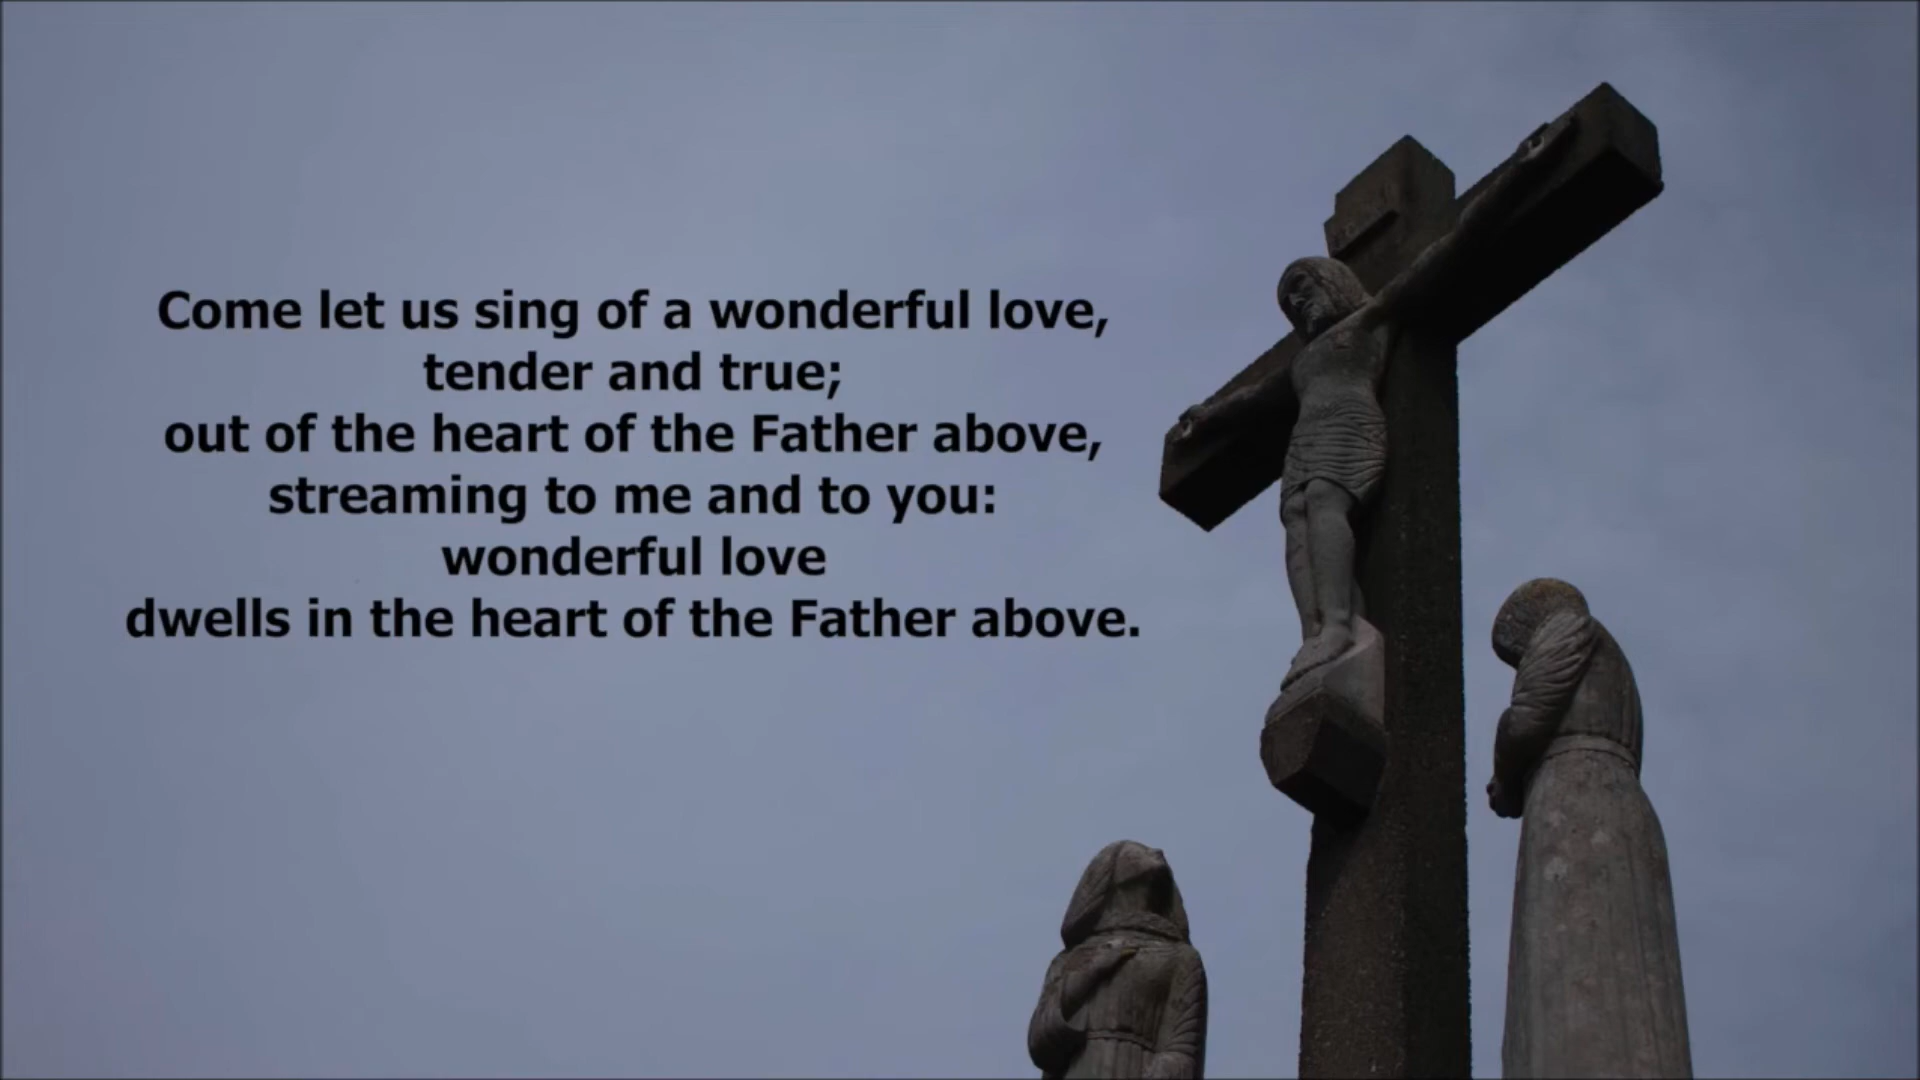 Come let us sing of a wonderful love,
tender and true;
out of the heart of the Father above,
streaming to me and to you:
wonderful love
dwells in the heart of the Father above.